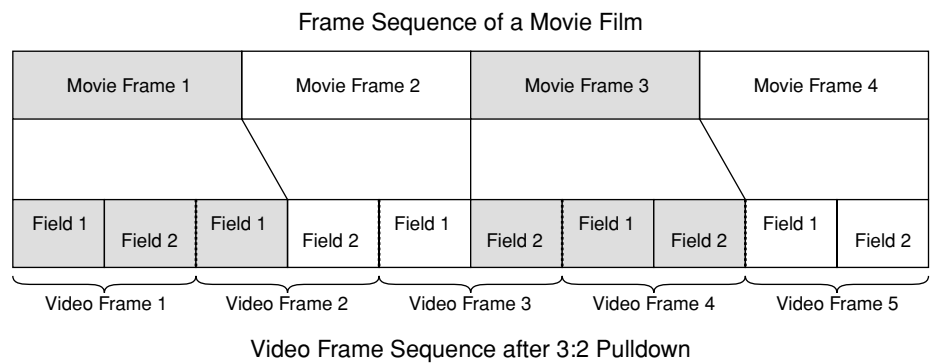 Frame Sequence of a Movie Film
Movie Frame 1 Movie Frame 2 Movie Frame 3 Movie Frame 4
Field 1 Field 2 Field 1 Field 2 Field 1 Field 2 Field 1 Field 2 Field 1 Field 2
Video Frame 1 Video Frame 2 Video Frame 3 Video Frame 4 Video Frame 5
Video Frame Sequence after 3:2 Pulldown